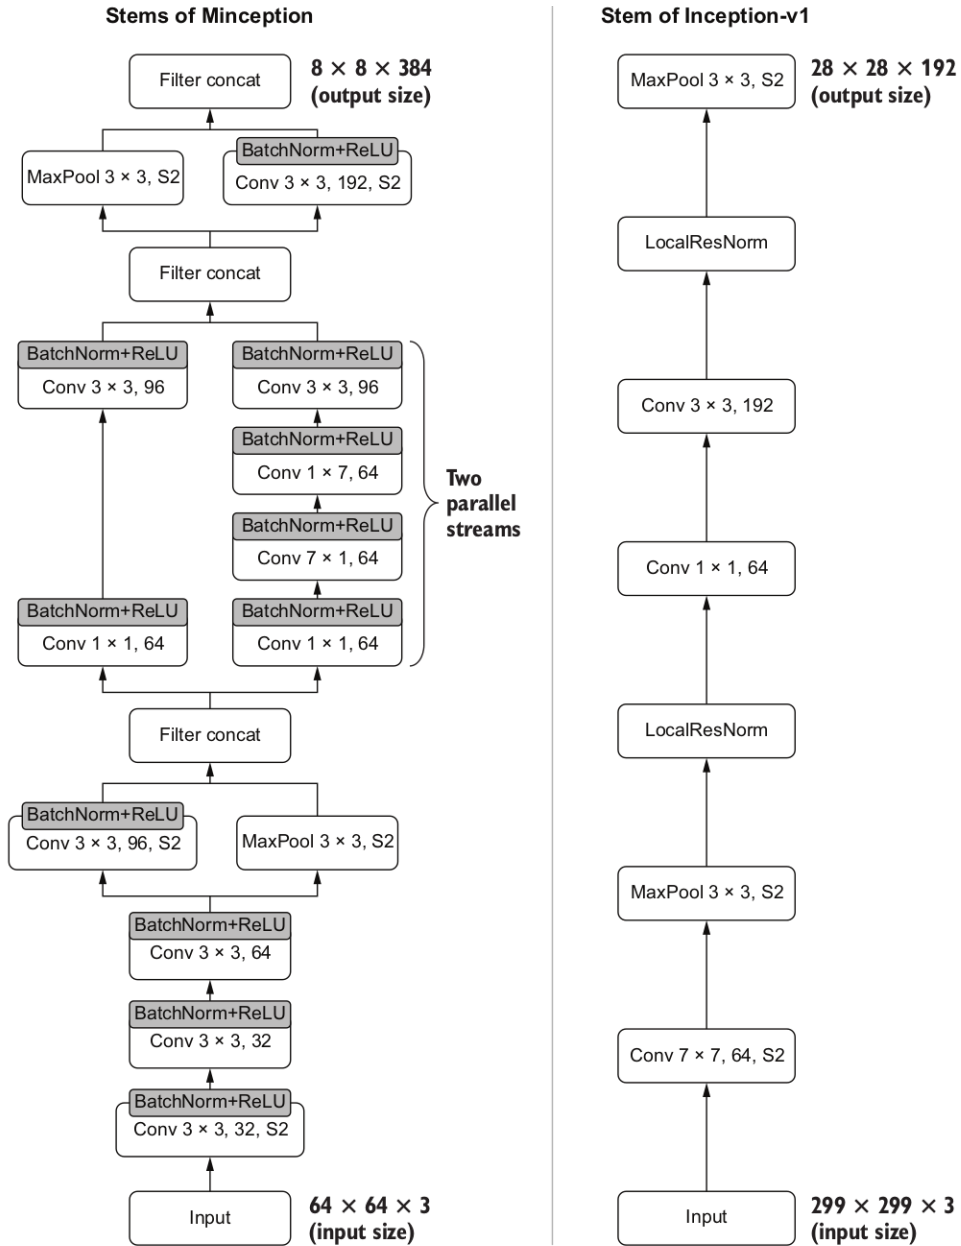 Stems of Minception
Filter concat
8 × 8 × 384
(output size)
BatchNorm+ReLU
MaxPool 3 × 3, S2
Conv 3 × 3, 192, S2
Filter concat
BatchNorm+ReLU
Conv 3 × 3, 96
BatchNorm+ReLU
Conv 3 × 3, 96
BatchNorm+ReLU
Conv 1 × 7, 64
BatchNorm+ReLU
Conv 7 × 1, 64
Two
parallel
streams
BatchNorm+ReLU
Conv 1 × 1, 64
BatchNorm+ReLU
Conv 1 × 1, 64
Filter concat
BatchNorm+ReLU
Conv 3 × 3, 96, S2
MaxPool 3 × 3, S2
BatchNorm+ReLU
Conv 3 × 3, 64
BatchNorm+ReLU
Conv 3 × 3, 32
BatchNorm+ReLU
Conv 3 × 3, 32, S2
Input
64 × 64 × 3
(input size)
Stem of Inception-v1
MaxPool 3 × 3, S2
28 × 28 × 192
(output size)
LocalResNorm
Conv 3 × 3, 192
Conv 1 × 1, 64
LocalResNorm
MaxPool 3 × 3, S2
Conv 7 × 7, 64, S2
Input
299 × 299 × 3
(input size)